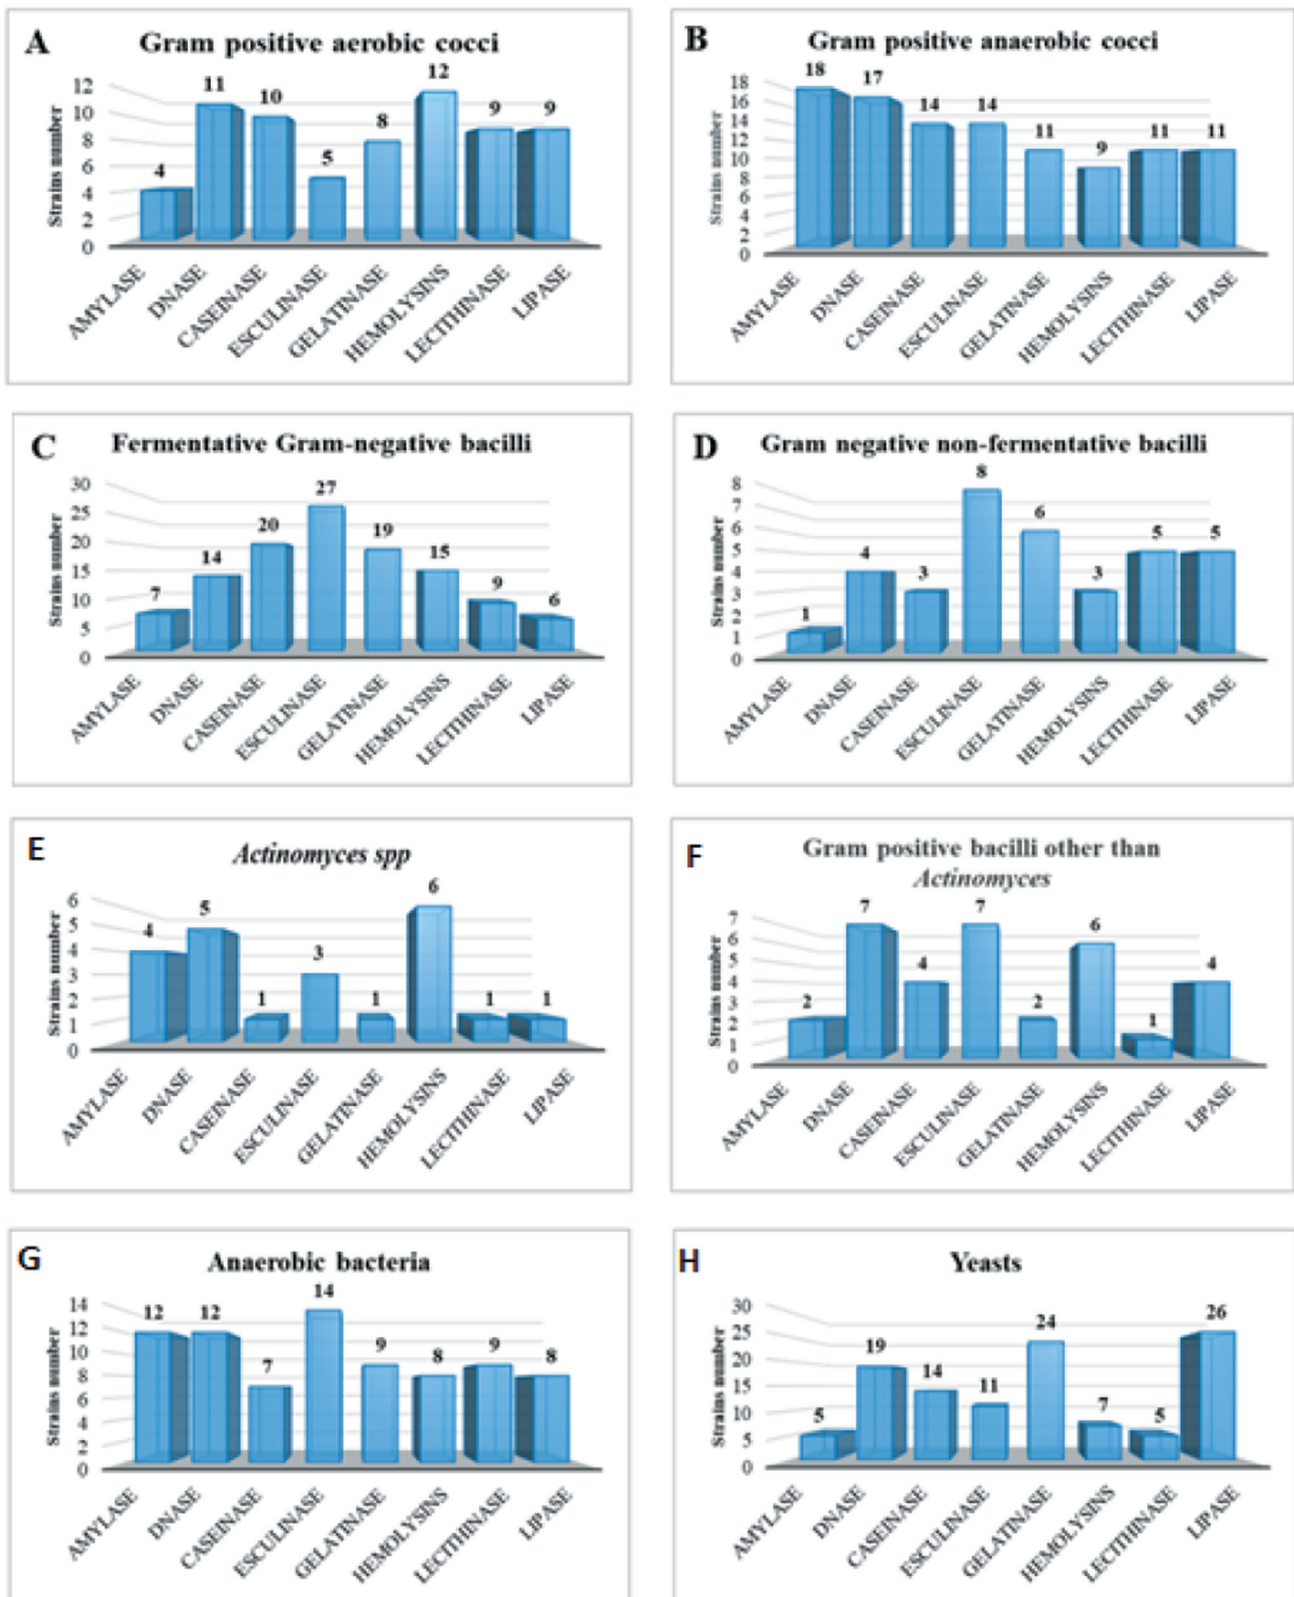 A
Gram positive aerobic cocci
Strains number
12
10
8
6
4
2
0
4
11
10
5
8
12
9
9
AMYLASE
DNASE
CASEINASE
ESCULINASE
GELATINASE
HEMOLYSINS
LECITHINASE
LIPASE
B
Gram positive anaerobic cocci
Strains number
18
16
14
12
10
8
6
4
2
0
18
17
14
14
11
9
11
11
AMYLASE
DNASE
CASEINASE
ESCULINASE
GELATINASE
HEMOLYSINS
LECITHINASE
LIPASE
C
Fermentative Gram-negative bacilli
Strains number
30
25
20
15
10
5
0
7
14
20
27
19
15
9
6
AMYLASE
DNASE
CASEINASE
ESCULINASE
GELATINASE
HEMOLYSINS
LECITHINASE
LIPASE
D
Gram negative non-fermentative bacilli
Strains number
8
7
6
5
4
3
2
1
0
1
4
3
8
6
3
5
5
AMYLASE
DNASE
CASEINASE
ESCULINASE
GELATINASE
HEMOLYSINS
LECITHINASE
LIPASE
E
Actinomyces spp
Strains number
6
5
4
3
2
1
0
4
5
1
3
1
6
1
1
AMYLASE
DNASE
CASEINASE
ESCULINASE
GELATINASE
HEMOLYSINS
LECITHINASE
LIPASE
F
Gram positive bacilli other than
Actinomyces
Strains number
7
6
5
4
3
2
1
0
2
7
4
7
2
6
1
4
AMYLASE
DNASE
CASEINASE
ESCULINASE
GELATINASE
HEMOLYSINS
LECITHINASE
LIPASE
G
Anaerobic bacteria
Strains number
14
12
10
8
6
4
2
0
12
12
7
14
9
8
9
8
AMYLASE
DNASE
CASEINASE
ESCULINASE
GELATINASE
HEMOLYSINS
LECITHINASE
LIPASE
H
Yeasts
Strains number
30
25
20
15
10
5
0
5
19
14
11
24
7
5
26
AMYLASE
DNASE
CASEINASE
ESCULINASE
GELATINASE
HEMOLYSINS
LECITHINASE
LIPASE